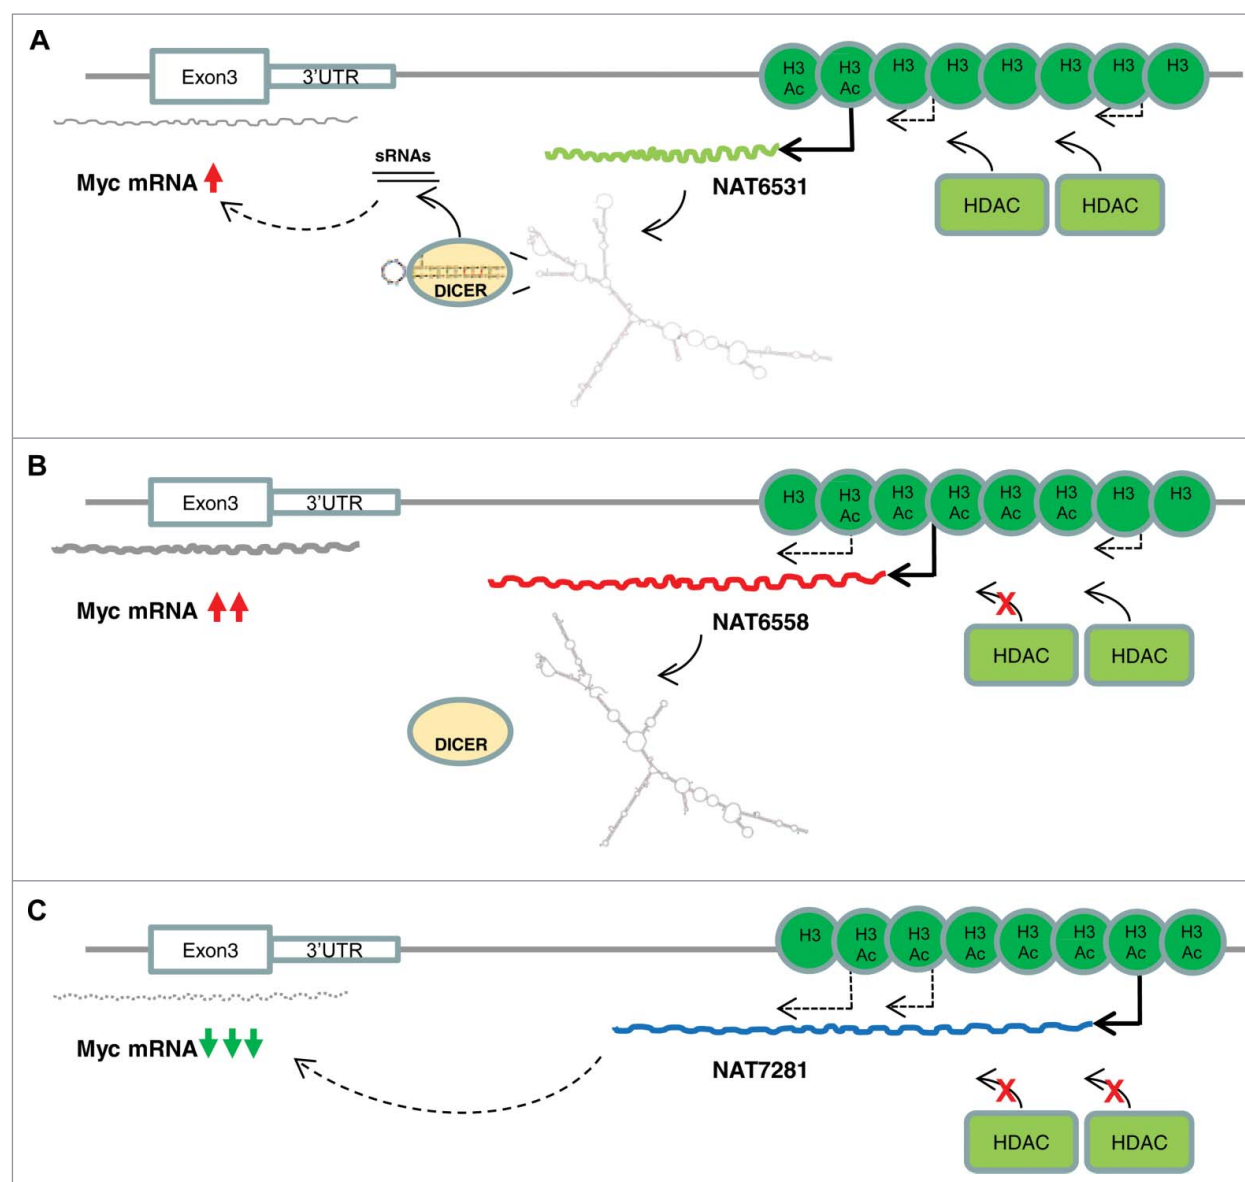 A
Exon3
3'UTR
H3 Ac
H3 Ac
H3
H3
H3
H3
H3
H3
sRNAs
Myc mRNA
NAT6531
HDAC
HDAC
DICER
B
Exon3
3'UTR
H3
H3 Ac
H3 Ac
H3 Ac
H3 Ac
H3 Ac
H3
H3
Myc mRNA
NAT6558
X
HDAC
HDAC
DICER
C
Exon3
3'UTR
H3
H3 Ac
H3 Ac
H3 Ac
H3 Ac
H3 Ac
H3 Ac
H3 Ac
Myc mRNA
NAT7281
X
X
HDAC
HDAC